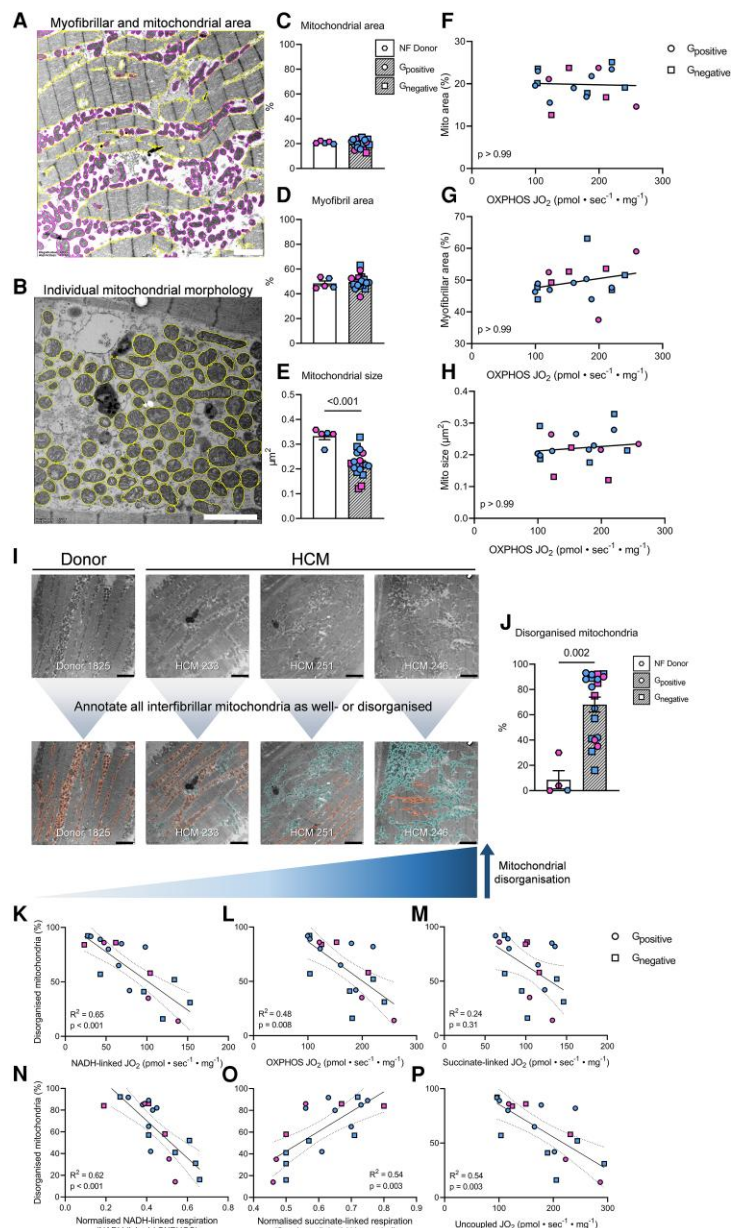 A Myofibrillar and mitochondrial area
B Individual mitochondrial morphology
C Mitochondrial area
100
80
60
40
20
0
%
NF Donor
Gpositive
Gnegative
D Myofibril area
100
80
60
40
20
0
%
E Mitochondrial size
<0.001
0.4
0.3
0.2
0.1
0.0
µm²
F
Mito area (%)
40
30
20
10
0
p > 0.99
0 100 200 300
OXPHOS JO₂ (pmol • sec⁻¹ • mg⁻¹)
Gpositive
Gnegative
G
Myofibrillar area (%)
70
60
50
40
30
p > 0.99
0 100 200 300
OXPHOS JO₂ (pmol • sec⁻¹ • mg⁻¹)
H
Mito size (µm²)
0.4
0.3
0.2
0.1
0.0
p > 0.99
0 100 200 300
OXPHOS JO₂ (pmol • sec⁻¹ • mg⁻¹)
I
Donor HCM
Donor 1825 HCM 233 HCM 251 HCM 246
Annotate all interfibrillar mitochondria as well- or disorganised
Donor 1825 HCM 233 HCM 251 HCM 246
Mitochondrial
disorganisation
J Disorganised mitochondria
0.002
100
80
60
40
20
0
%
NF Donor
Gpositive
Gnegative
K
Disorganised mitochondria (%)
100
50
0
R² = 0.65
p < 0.001
0 50 100 150 200
NADH-linked JO₂ (pmol • sec⁻¹ • mg⁻¹)
L
100
50
0
R² = 0.48
p = 0.008
0 100 200 300
OXPHOS JO₂ (pmol • sec⁻¹ • mg⁻¹)
M
100
50
0
R² = 0.24
p = 0.31
0 50 100 150 200
Succinate-linked JO₂ (pmol • sec⁻¹ • mg⁻¹)
Gpositive
Gnegative
N
Disorganised mitochondria (%)
100
80
60
40
20
0
R² = 0.62
p < 0.001
0.0 0.2 0.4 0.6 0.8
Normalised NADH-linked respiration
O
100
80
60
40
20
0
R² = 0.54
p = 0.003
0.4 0.5 0.6 0.7 0.8 0.9
Normalised succinate-linked respiration
P
100
50
0
R² = 0.54
p = 0.003
0 100 200 300
Uncoupled JO₂ (pmol • sec⁻¹ • mg⁻¹)